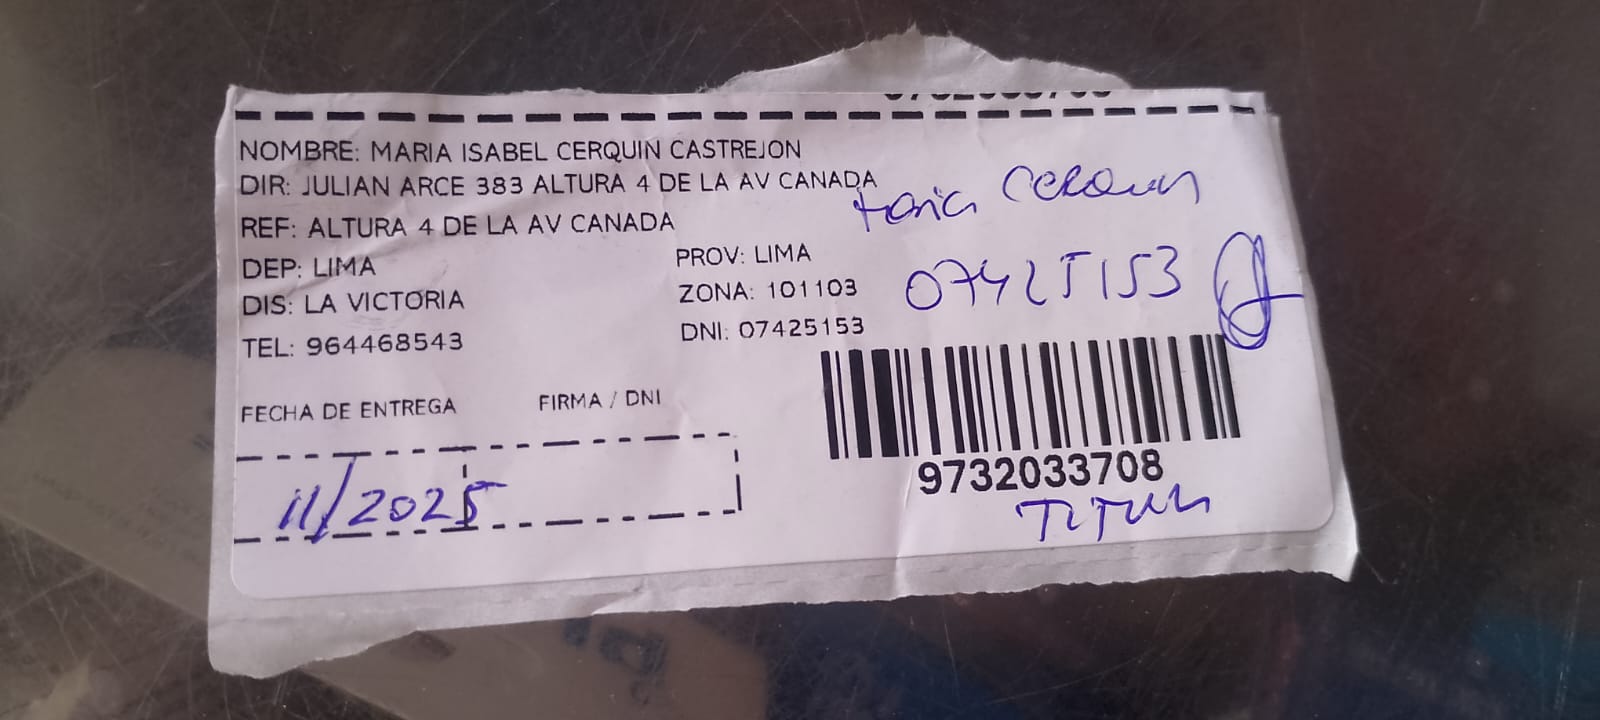 NOMBRE: MARIA ISABEL CERQUIN CASTREJON
DIR: JULIAN ARCE 383 ALTURA 4 DE LA AV CANADA
REF: ALTURA 4 DE LA AV CANADA
DEP: LIMA
PROV: LIMA
DIS: LA VICTORIA
ZONA: 101103
TEL: 964468543
DNI: 07425153
Maria Cerquin
07425153
FECHA DE ENTREGA
FIRMA / DNI
11/2025
9732033708